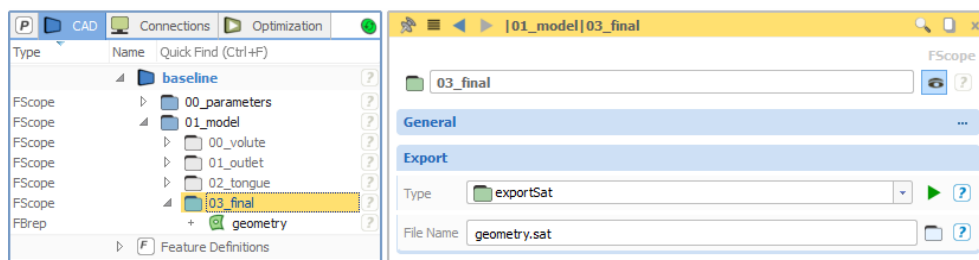 P CAD Connections Optimization
Type Name Quick Find (Ctrl+F)
baseline ?
FScope 00_parameters ?
FScope 01_model ?
FScope 00_volute ?
FScope 01_outlet ?
FScope 02_tongue ?
FScope 03_final ?
FBrep + geometry ?
F Feature Definitions
|01_model|03_final x
FScope
03_final ?
General ...
Export
Type exportSat ?
File Name geometry.sat ?